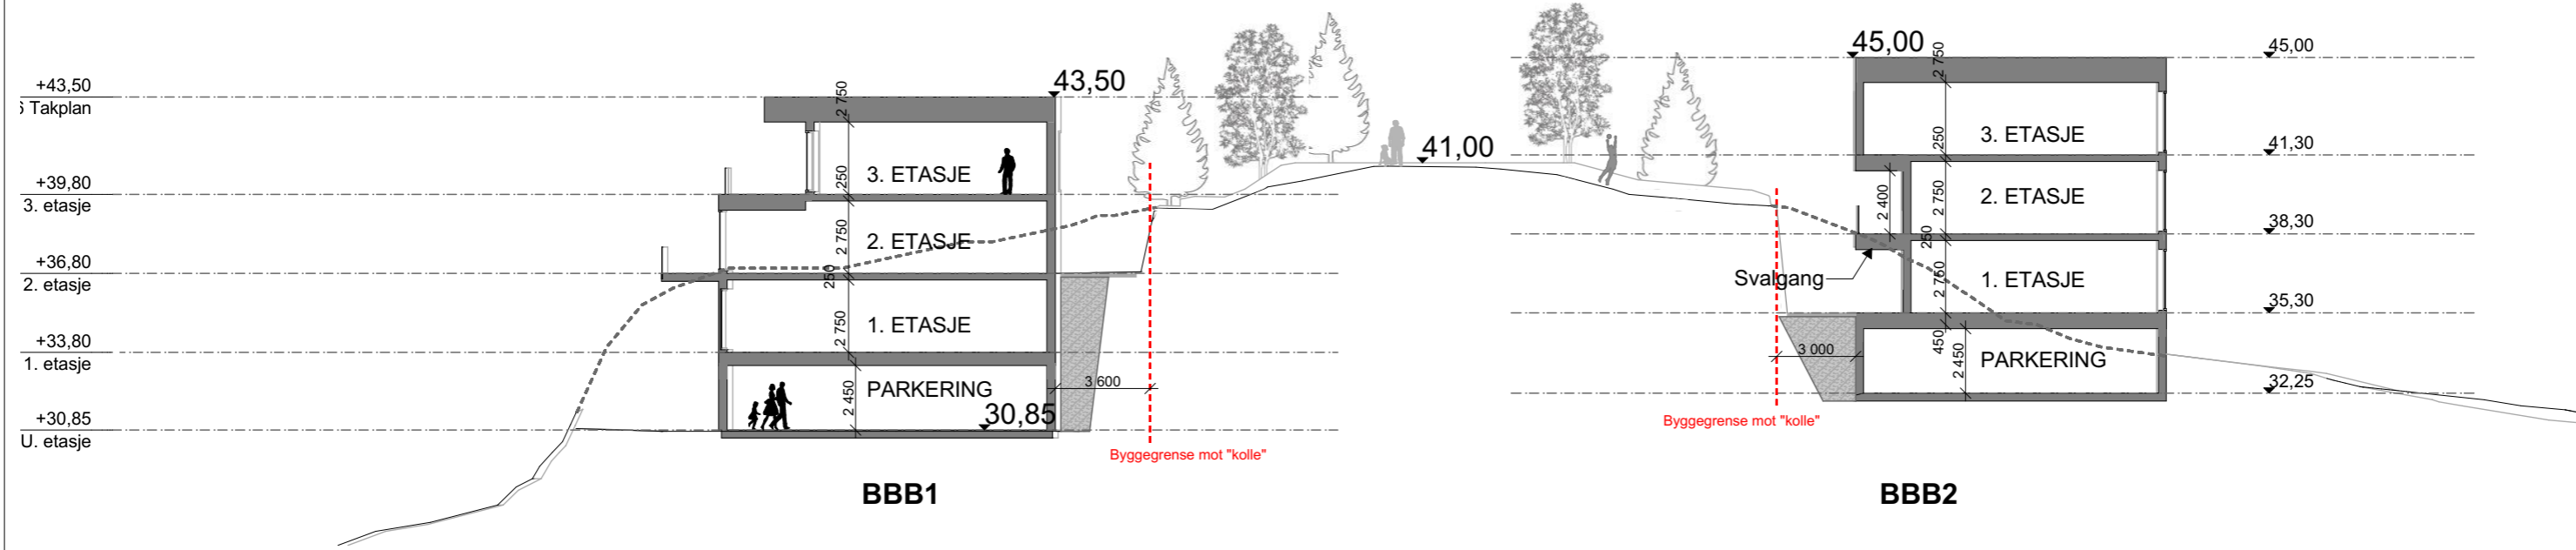 +43,50
Takplan
+39,80
3. etasje
+36,80
2. etasje
+33,80
1. etasje
+30,85
U. etasje
43,50
2 750
3. ETASJE
250
2 750
2. ETASJE
250
2 750
1. ETASJE
2 450
PARKERING
30,85
3 600
Byggegrense mot "kolle"
BBB1
41,00
45,00
2 750
3. ETASJE
250
2 400
2 750
2. ETASJE
250
Svalgang
2 750
1. ETASJE
3 000
450
2 450
PARKERING
Byggegrense mot "kolle"
BBB2
45,00
41,30
38,30
35,30
32,25